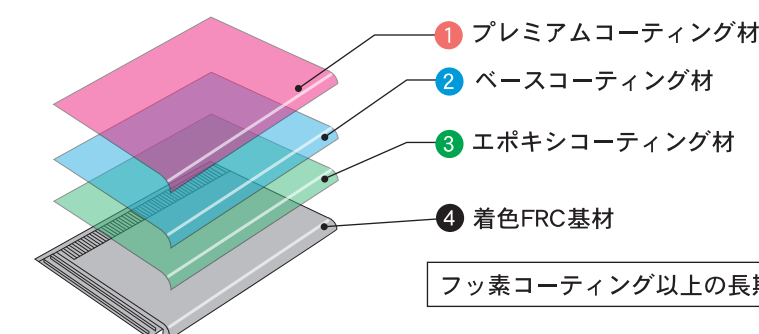 1 プレミアムコーティング材
2 ベースコーティング材
3 エポキシコーティング材
4 着色FRC基材
フッ素コーティング以上の長期